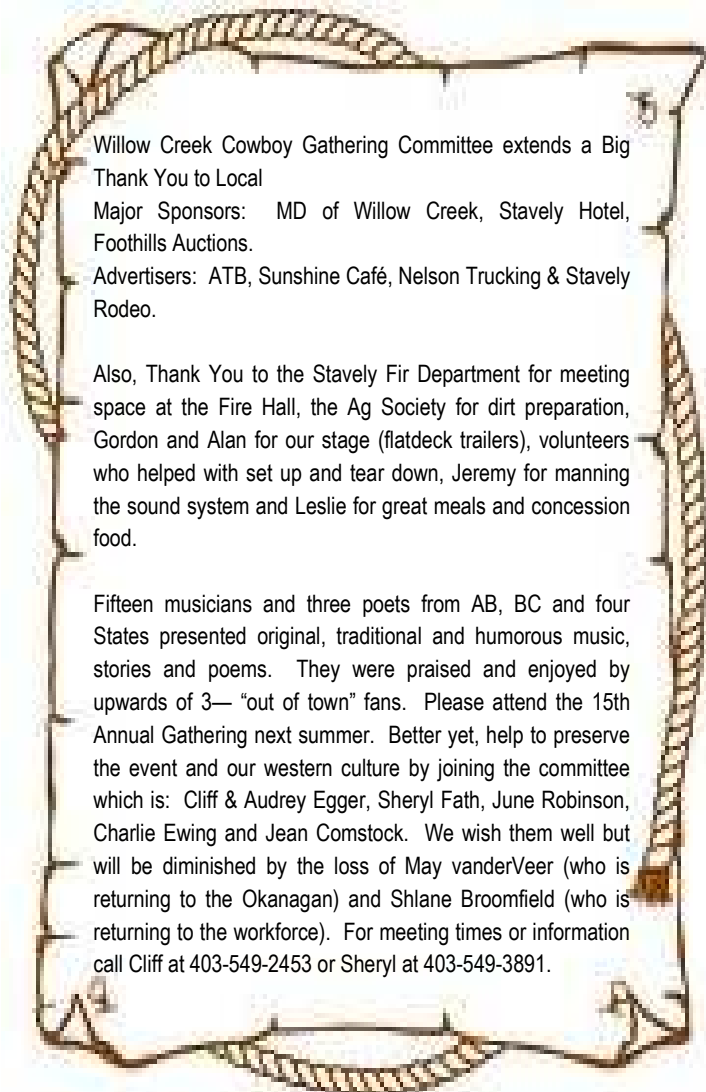 Willow Creek Cowboy Gathering Committee extends a Big
Thank You to Local
Major Sponsors: MD of Willow Creek, Stavely Hotel,
Foothills Auctions.
Advertisers: ATB, Sunshine Café, Nelson Trucking & Stavely
Rodeo.
Also, Thank You to the Stavely Fir Department for meeting
space at the Fire Hall, the Ag Society for dirt preparation,
Gordon and Alan for our stage (flatdeck trailers), volunteers
who helped with set up and tear down, Jeremy for manning
the sound system and Leslie for great meals and concession
food.
Fifteen musicians and three poets from AB, BC and four
States presented original, traditional and humorous music,
stories and poems. They were praised and enjoyed by
upwards of 3— “out of town” fans. Please attend the 15th
Annual Gathering next summer. Better yet, help to preserve
the event and our western culture by joining the committee
which is: Cliff & Audrey Egger, Sheryl Fath, June Robinson,
Charlie Ewing and Jean Comstock. We wish them well but
will be diminished by the loss of May vanderVeer (who is
returning to the Okanagan) and Shlane Broomfield (who is
returning to the workforce). For meeting times or information
call Cliff at 403-549-2453 or Sheryl at 403-549-3891.